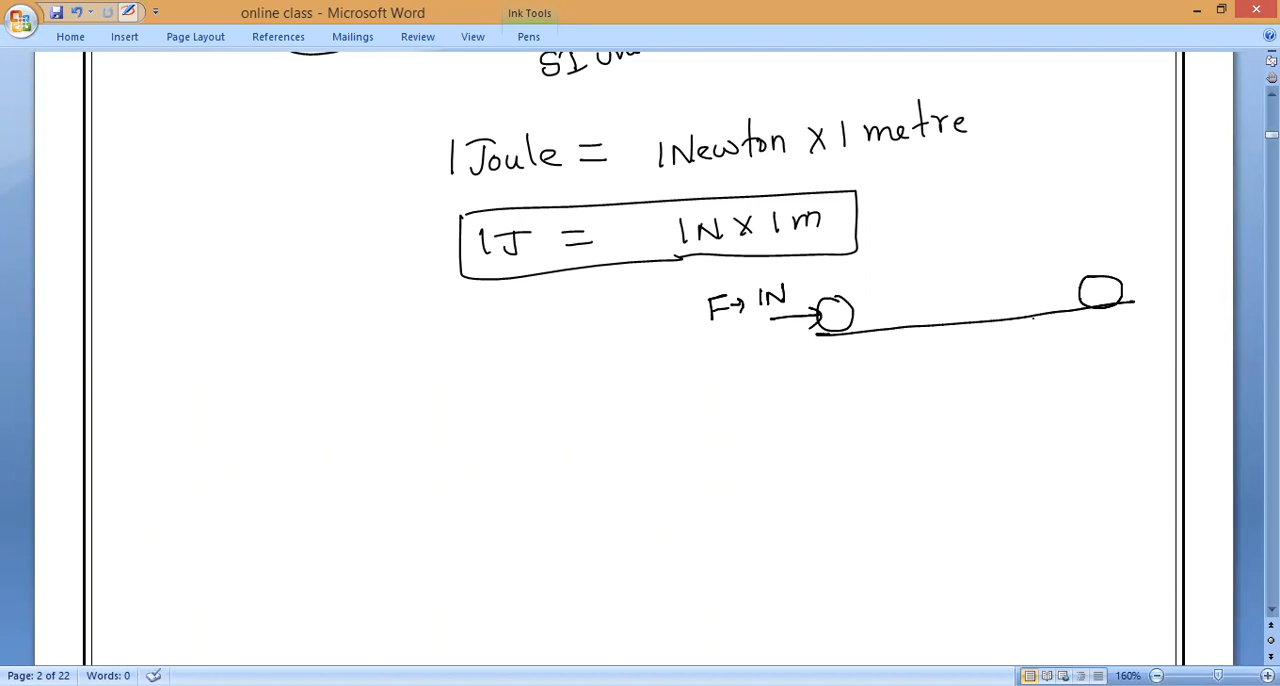 online class - Microsoft Word
Ink Tools
Home Insert Page Layout References Mailings Review View Pens
SI
1 Joule = 1 Newton X 1 metre
1 J = 1 N X 1 m
F→ 1N
Page: 2 of 22 Words: 0 160%